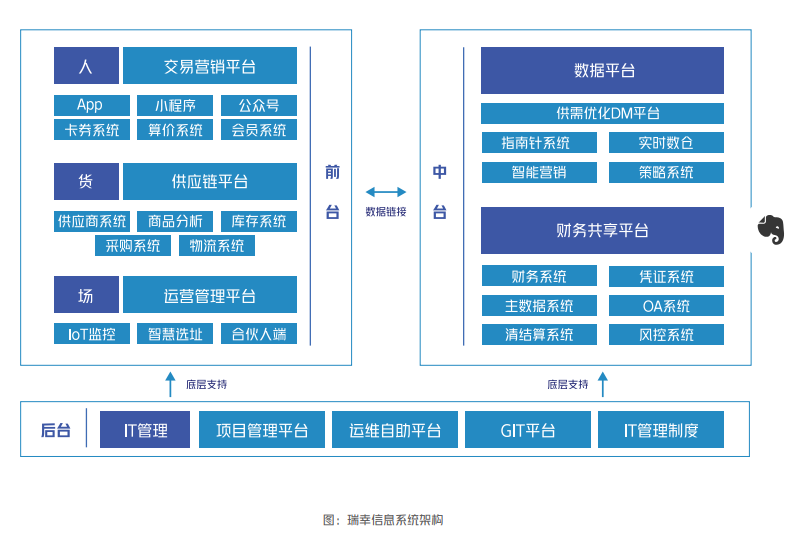 人
交易营销平台
App
小程序
公众号
卡券系统
算价系统
会员系统
货
供应链平台
供应商系统
商品分析
库存系统
采购系统
物流系统
场
运营管理平台
IoT监控
智慧选址
合伙人端
前
台
数据链接
中
台
数据平台
供需优化DM平台
指南针系统
实时数仓
智能营销
策略系统
财务共享平台
财务系统
凭证系统
主数据系统
OA系统
清结算系统
风控系统
底层支持
底层支持
后台
IT管理
项目管理平台
运维自助平台
GIT平台
IT管理制度
图：瑞幸信息系统架构